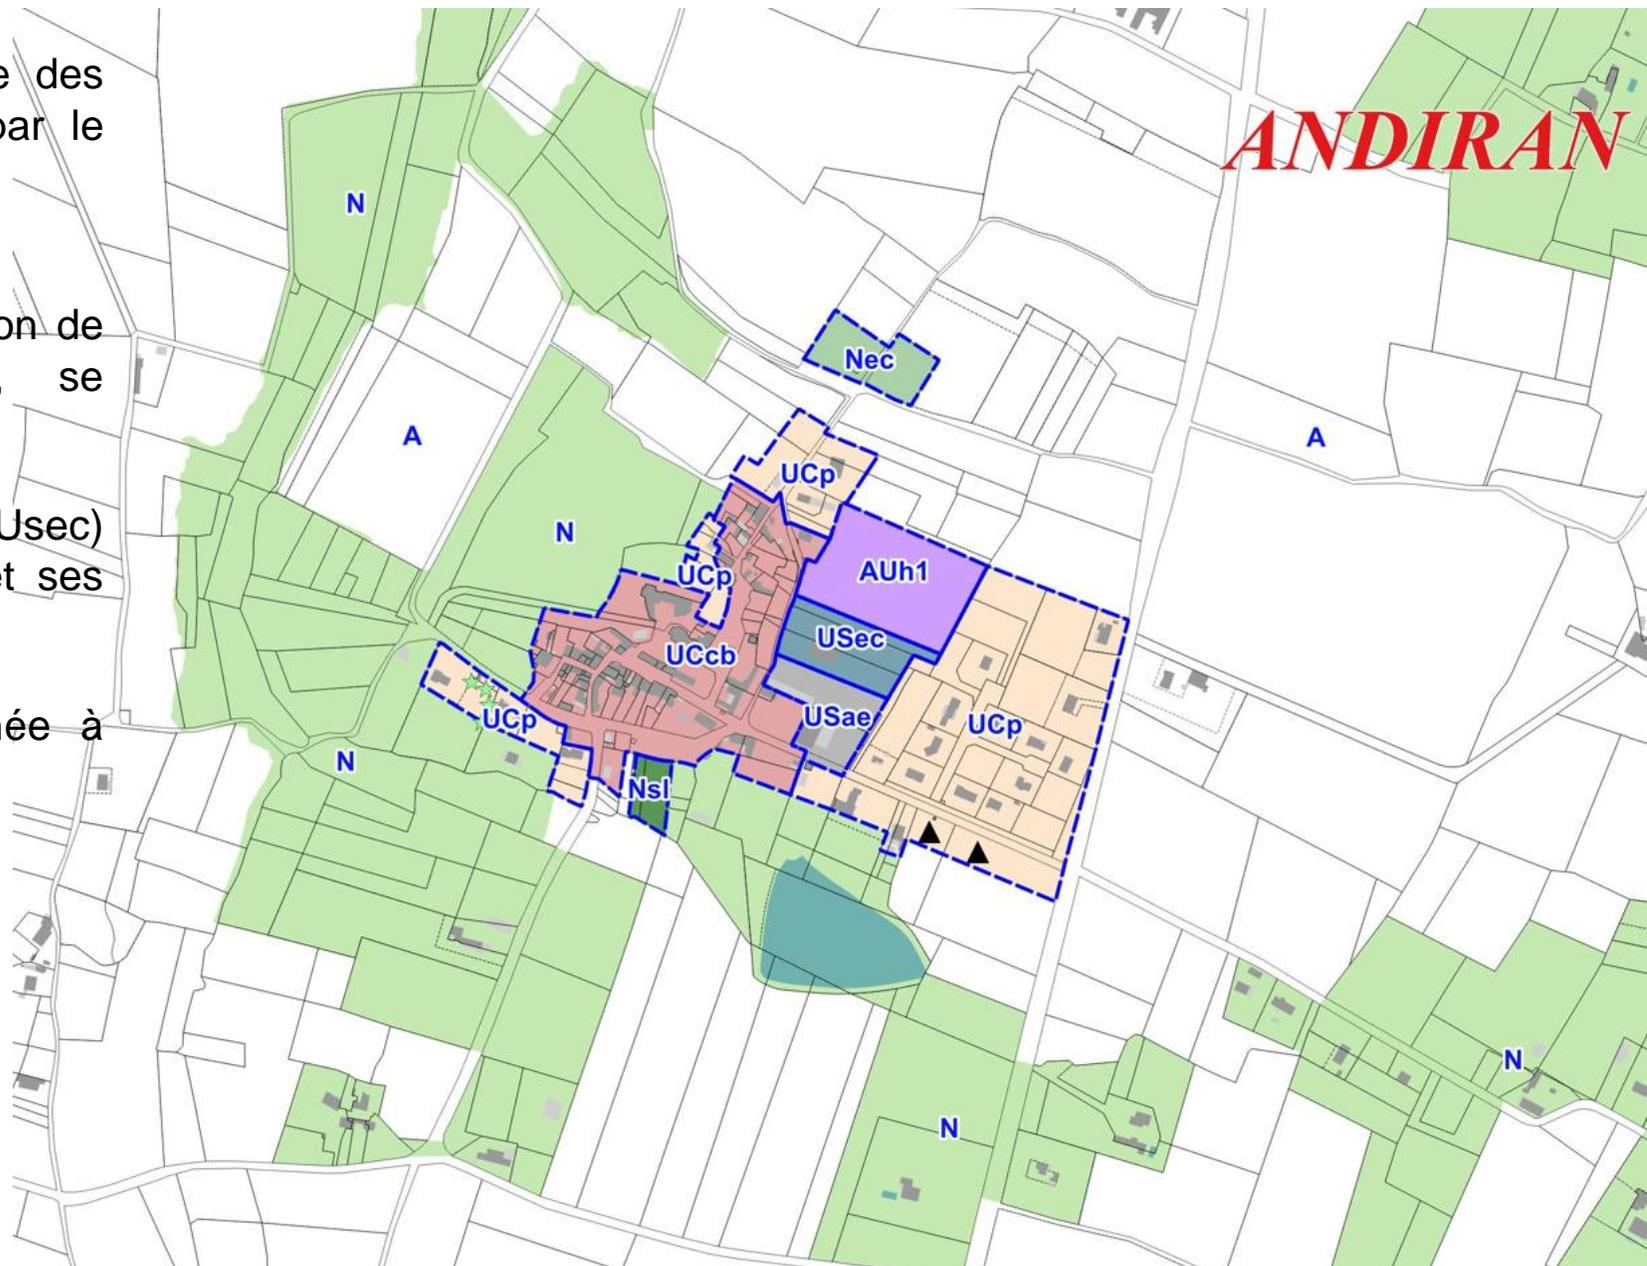 e des
par le
on de
, se
Usec)
et ses
ée à
ANDIRAN
N
Nec
A
A
UCp
N
AUh1
UCp
USec
UCcb
USae
UCp
UCp
N
Nsl
N
N